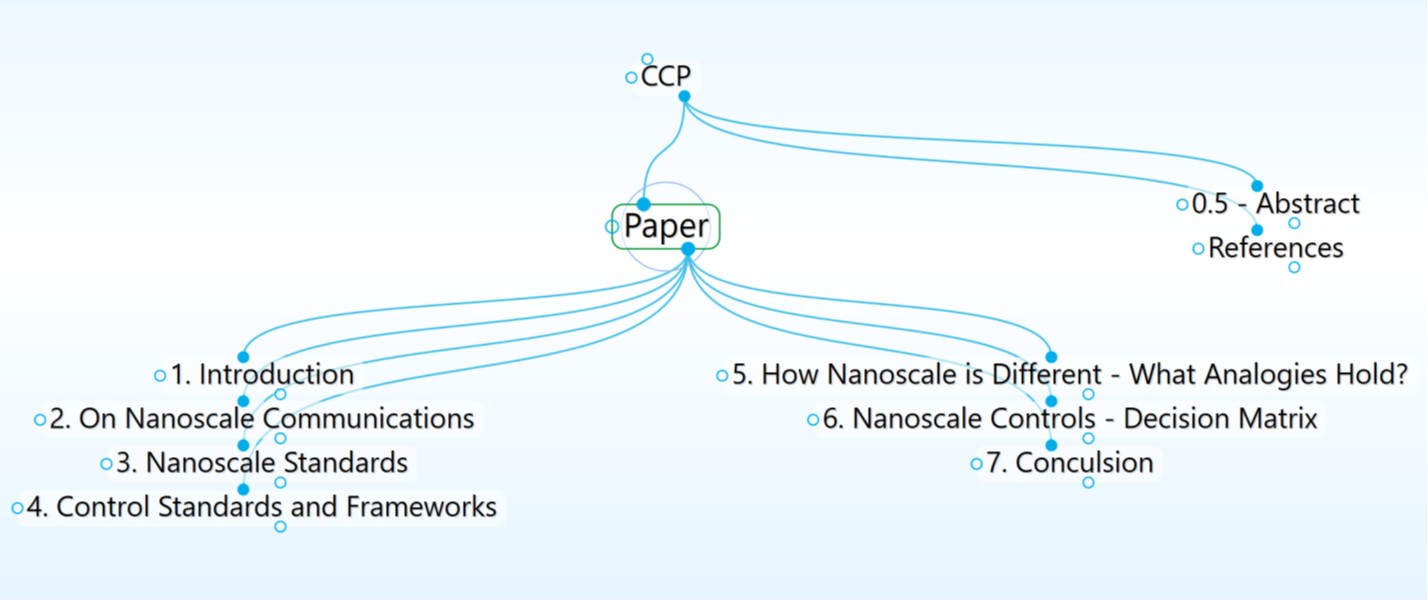 CCP
Paper
0.5 - Abstract
References
1. Introduction
2. On Nanoscale Communications
3. Nanoscale Standards
4. Control Standards and Frameworks
5. How Nanoscale is Different - What Analogies Hold?
6. Nanoscale Controls - Decision Matrix
7. Conculsion